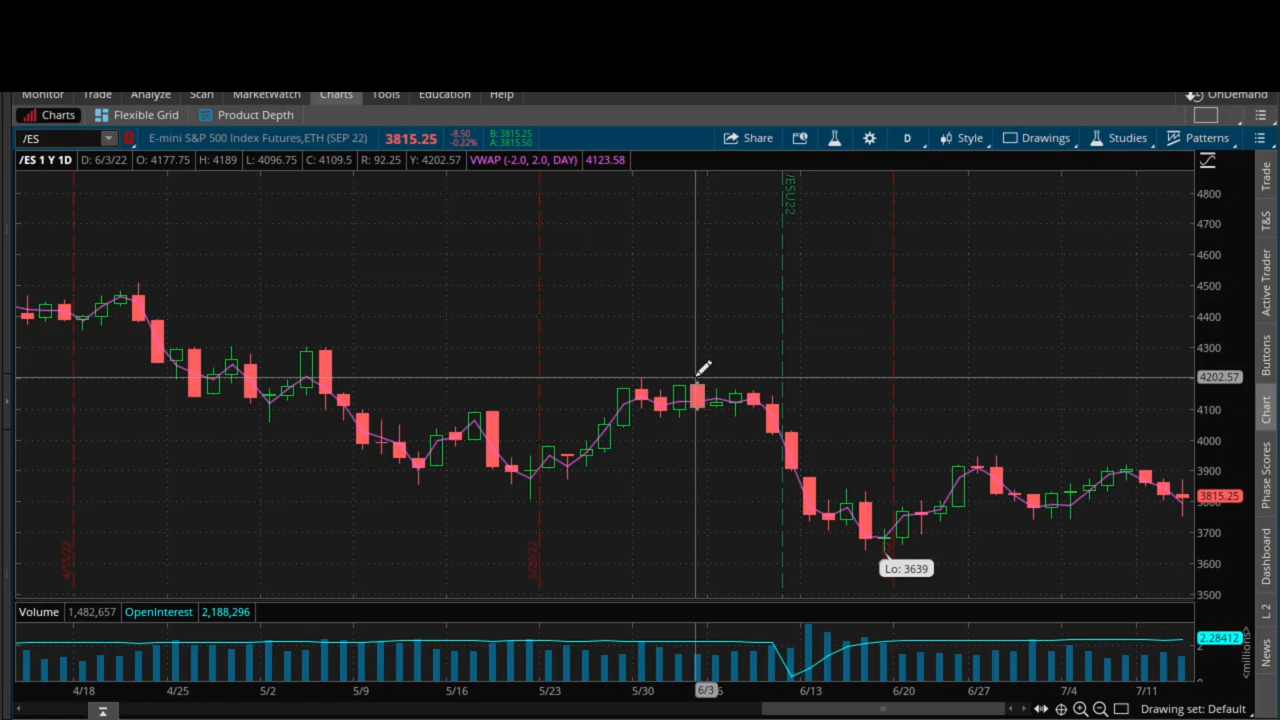 Monitor Trade Analyze Scan MarketWatch Charts Tools Education Help OnDemand
Charts Flexible Grid Product Depth
/ES E-mini S&P 500 Index Futures,ETH (SEP 22) 3815.25 -8.50 -0.22% B: 3815.25 A: 3815.50 Share D Style Drawings Studies Patterns
/ES 1 Y 1D D: 6/3/22 O: 4177.75 H: 4189 L: 4096.75 C: 4109.5 R: 92.25 Y: 4202.57 VWAP (-2.0, 2.0, DAY) 4123.58
/ESU22
4800
4700
4600
4500
4400
4300
4202.57
4100
4000
3900
3815.25
3700
3600
3500
Lo: 3639
Trade
T&S
Active Trader
Buttons
Chart
Phase Scores
Dashboard
L 2
News
Volume 1,482,657 OpenInterest 2,188,296
2.28412
2
<millions>
4/18 4/25 5/2 5/9 5/16 5/23 5/30 6/3 6/13 6/20 6/27 7/4 7/11
Drawing set: Default